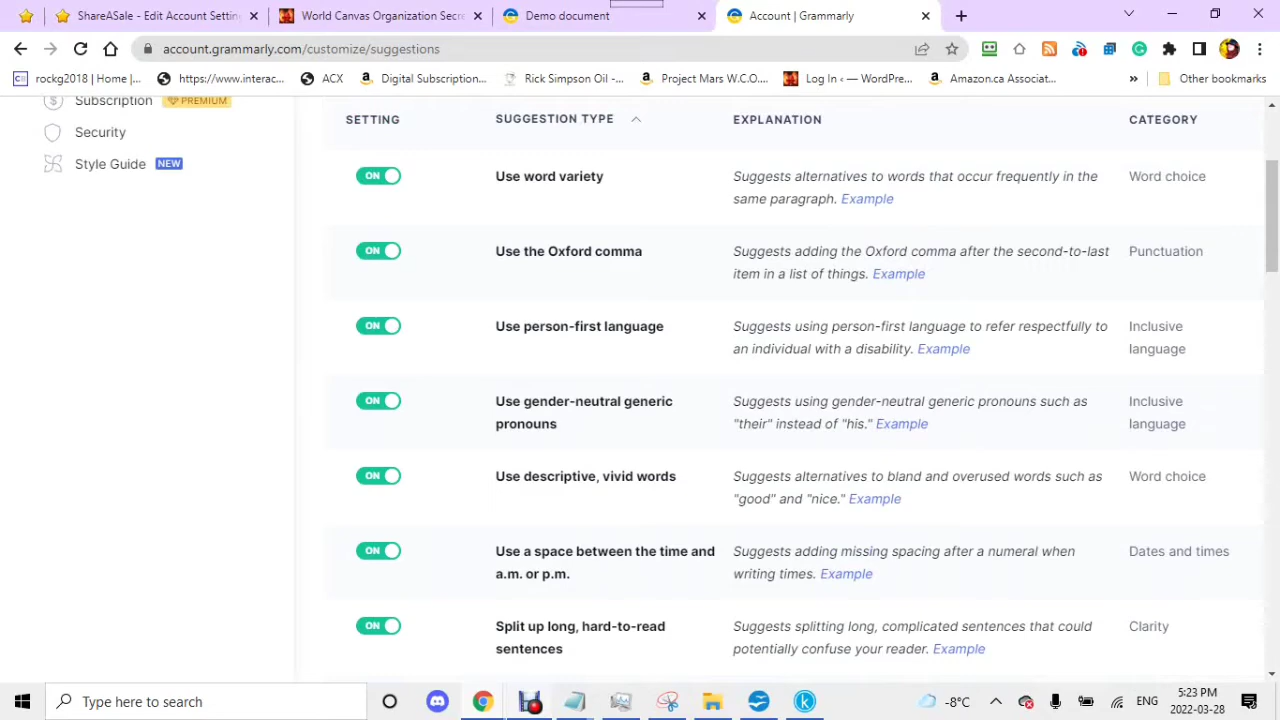 ShareASale - Edit Account Settin
World Canvas Organization Secr
Demo document
Account | Grammarly
account.grammarly.com/customize/suggestions
rockg2018 | Home |...
https://www.interac...
ACX
Digital Subscription...
Rick Simpson Oil -...
Project Mars W.C.O....
Log In ‹ — WordPre...
Amazon.ca Associat...
»
Other bookmarks
Subscription PREMIUM
Security
Style Guide NEW
SETTING SUGGESTION TYPE EXPLANATION CATEGORY
ON Use word variety Suggests alternatives to words that occur frequently in the Word choice
same paragraph. Example
ON Use the Oxford comma Suggests adding the Oxford comma after the second-to-last Punctuation
item in a list of things. Example
ON Use person-first language Suggests using person-first language to refer respectfully to Inclusive
an individual with a disability. Example language
ON Use gender-neutral generic Suggests using gender-neutral generic pronouns such as Inclusive
pronouns "their" instead of "his." Example language
ON Use descriptive, vivid words Suggests alternatives to bland and overused words such as Word choice
"good" and "nice." Example
ON Use a space between the time and Suggests adding missing spacing after a numeral when Dates and times
a.m. or p.m. writing times. Example
ON Split up long, hard-to-read Suggests splitting long, complicated sentences that could Clarity
sentences potentially confuse your reader. Example
Type here to search
-8°C
ENG
5:23 PM
2022-03-28